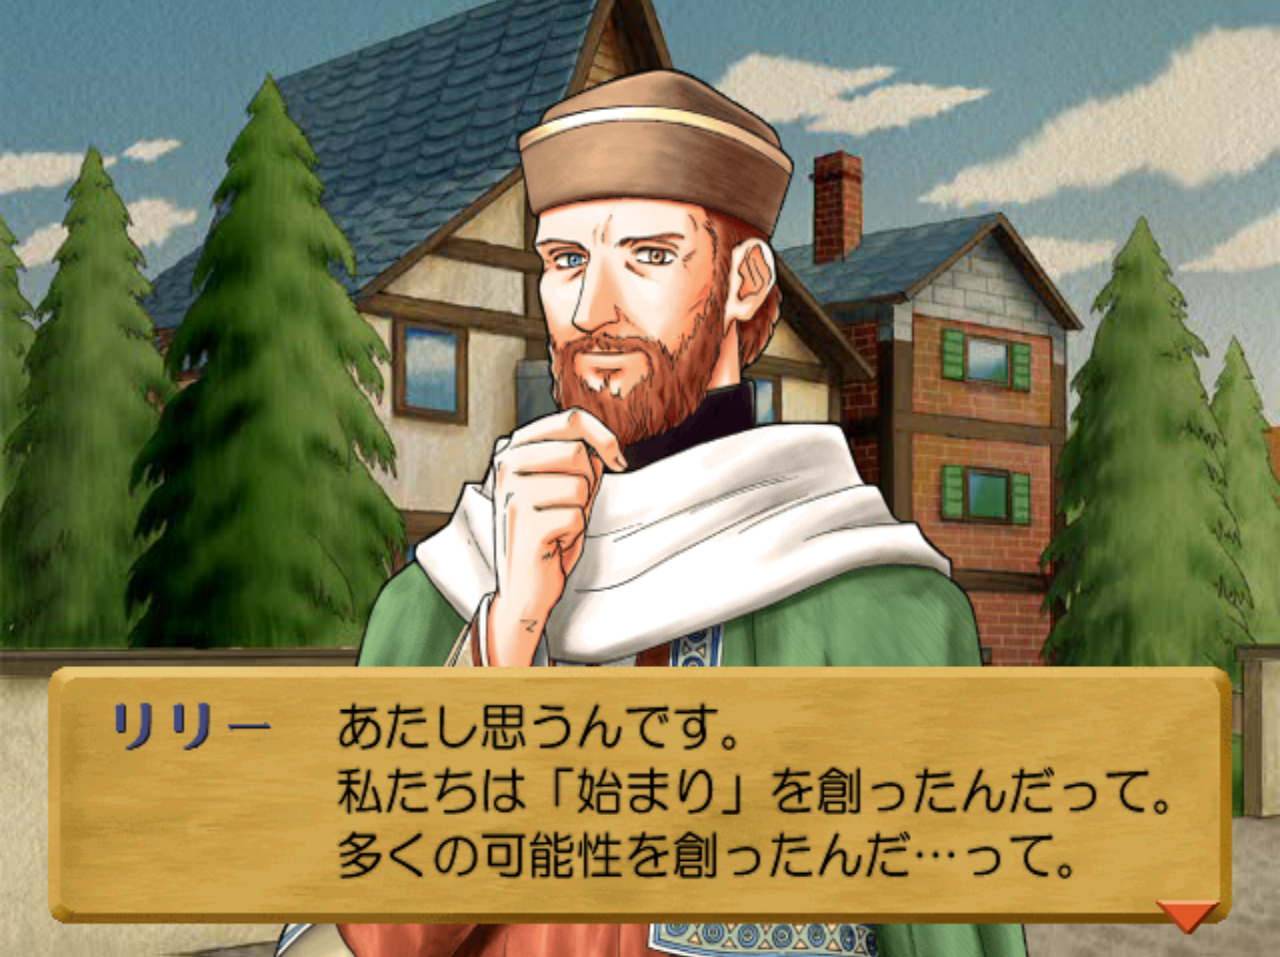 リリー
あたし思うんです。
私たちは「始まり」を創ったんだって。
多くの可能性を創ったんだ…って。